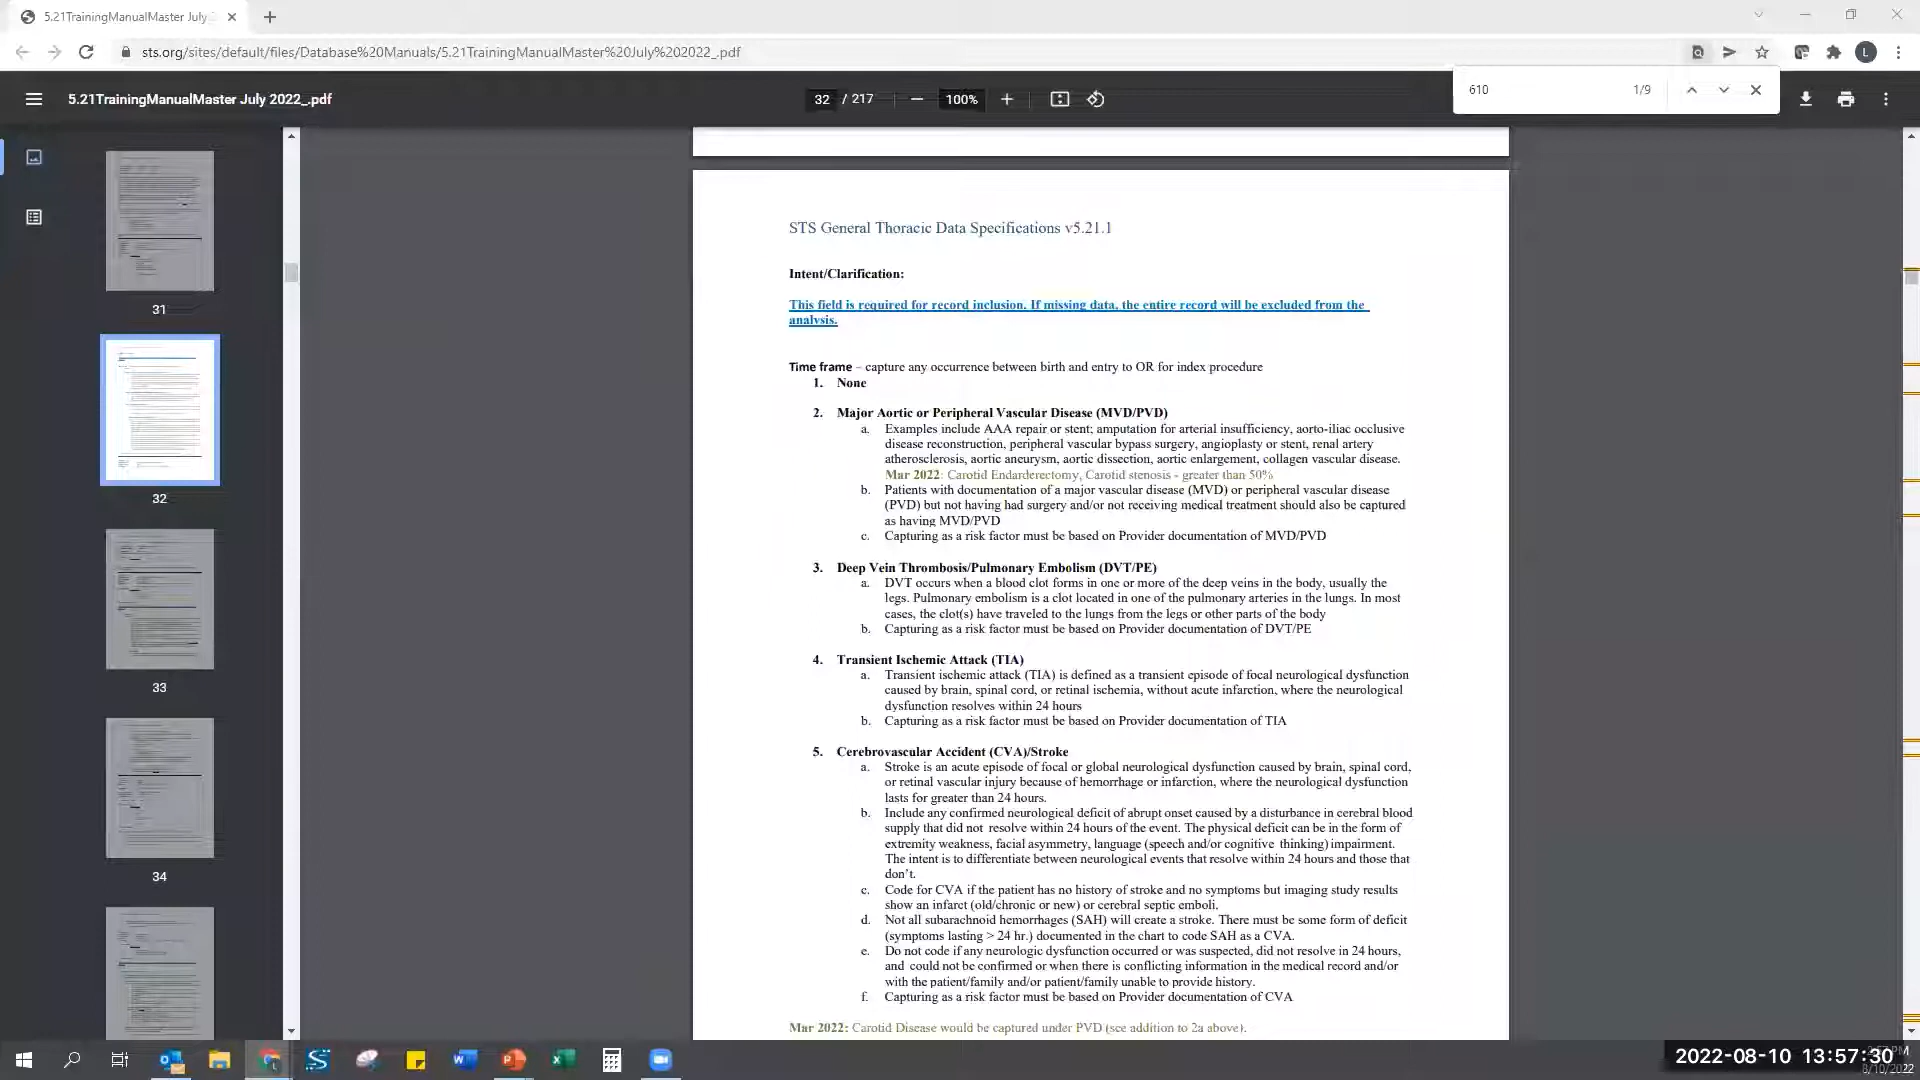 5.21TrainingManualMaster July 2
sts.org/sites/default/files/Database%20Manuals/5.21TrainingManualMaster%20July%202022_.pdf
L
5.21TrainingManualMaster July 2022_.pdf
32 / 217
100%
610
1/9
31
32
33
34
STS General Thoracic Data Specifications v5.21.1
Intent/Clarification:
This field is required for record inclusion. If missing data, the entire record will be excluded from the
analysis.
Time frame – capture any occurrence between birth and entry to OR for index procedure
1. None
2. Major Aortic or Peripheral Vascular Disease (MVD/PVD)
a. Examples include AAA repair or stent; amputation for arterial insufficiency, aorto-iliac occlusive
disease reconstruction, peripheral vascular bypass surgery, angioplasty or stent, renal artery
atherosclerosis, aortic aneurysm, aortic dissection, aortic enlargement, collagen vascular disease.
Mar 2022: Carotid Endarderectomy, Carotid stenosis - greater than 50%
b. Patients with documentation of a major vascular disease (MVD) or peripheral vascular disease
(PVD) but not having had surgery and/or not receiving medical treatment should also be captured
as having MVD/PVD
c. Capturing as a risk factor must be based on Provider documentation of MVD/PVD
3. Deep Vein Thrombosis/Pulmonary Embolism (DVT/PE)
a. DVT occurs when a blood clot forms in one or more of the deep veins in the body, usually the
legs. Pulmonary embolism is a clot located in one of the pulmonary arteries in the lungs. In most
cases, the clot(s) have traveled to the lungs from the legs or other parts of the body
b. Capturing as a risk factor must be based on Provider documentation of DVT/PE
4. Transient Ischemic Attack (TIA)
a. Transient ischemic attack (TIA) is defined as a transient episode of focal neurological dysfunction
caused by brain, spinal cord, or retinal ischemia, without acute infarction, where the neurological
dysfunction resolves within 24 hours
b. Capturing as a risk factor must be based on Provider documentation of TIA
5. Cerebrovascular Accident (CVA)/Stroke
a. Stroke is an acute episode of focal or global neurological dysfunction caused by brain, spinal cord,
or retinal vascular injury because of hemorrhage or infarction, where the neurological dysfunction
lasts for greater than 24 hours.
b. Include any confirmed neurological deficit of abrupt onset caused by a disturbance in cerebral blood
supply that did not resolve within 24 hours of the event. The physical deficit can be in the form of
extremity weakness, facial asymmetry, language (speech and/or cognitive thinking) impairment.
The intent is to differentiate between neurological events that resolve within 24 hours and those that
don't.
c. Code for CVA if the patient has no history of stroke and no symptoms but imaging study results
show an infarct (old/chronic or new) or cerebral septic emboli.
d. Not all subarachnoid hemorrhages (SAH) will create a stroke. There must be some form of deficit
(symptoms lasting > 24 hr.) documented in the chart to code SAH as a CVA.
e. Do not code if any neurologic dysfunction occurred or was suspected, did not resolve in 24 hours,
and could not be confirmed or when there is conflicting information in the medical record and/or
with the patient/family and/or patient/family unable to provide history.
f. Capturing as a risk factor must be based on Provider documentation of CVA
Mar 2022: Carotid Disease would be captured under PVD (see addition to 2a above).
2022-08-10 13:57:30
8/10/2022